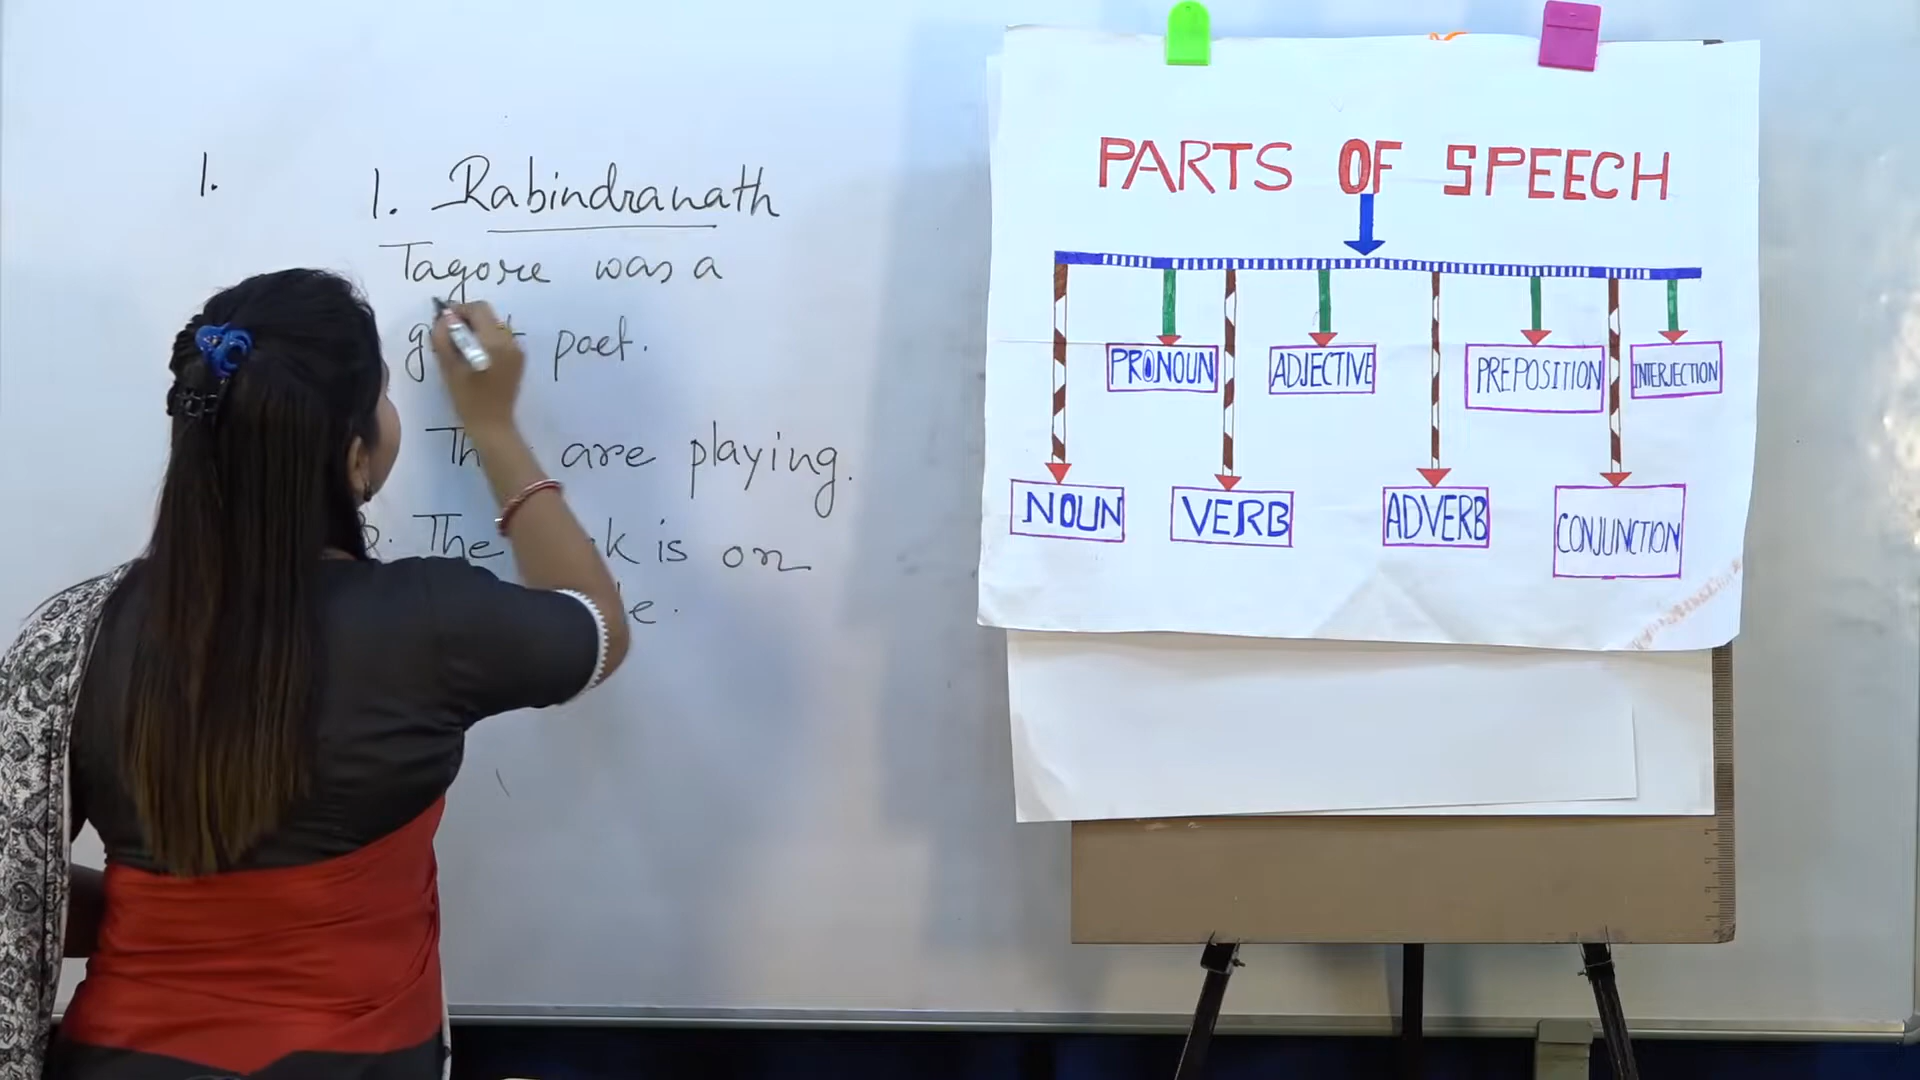 1.
1. Rabindranath
Tagore was a
poet.
are playing.
The is on
PARTS OF SPEECH
PRONOUN
ADJECTIVE
PREPOSITION
INTERJECTION
NOUN
VERB
ADVERB
CONJUNCTION